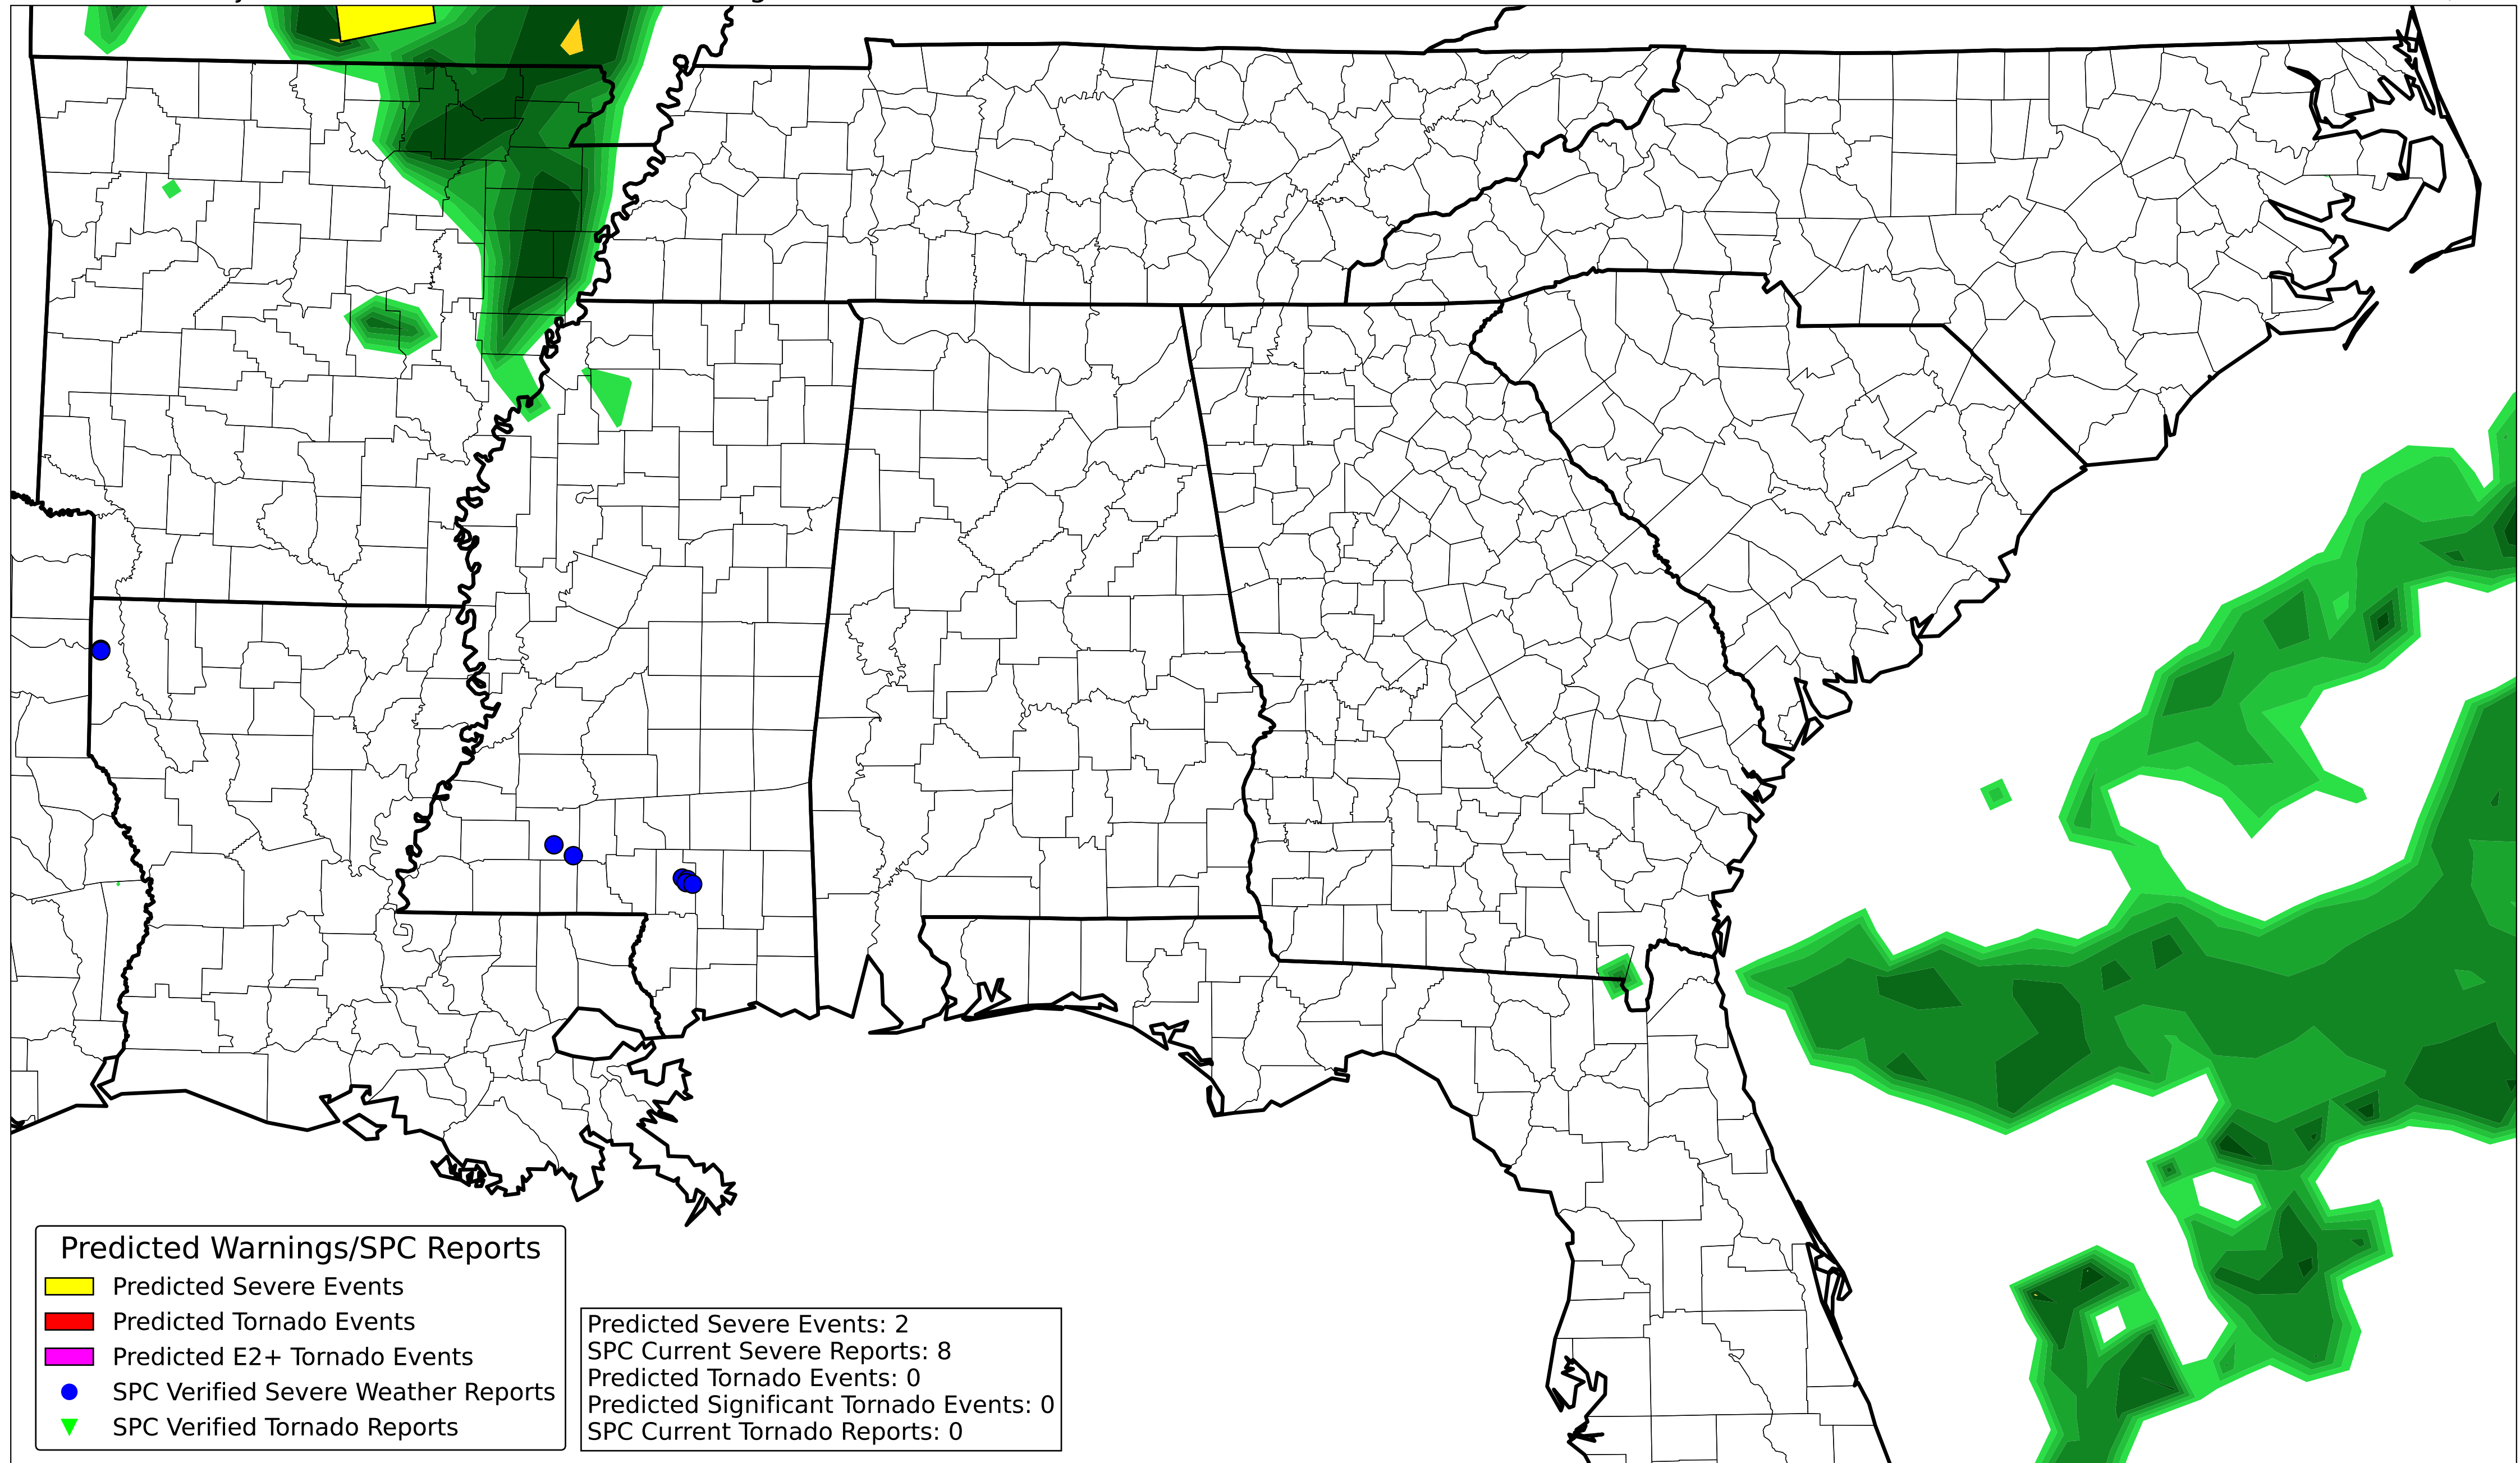 Predicted Warnings/SPC Reports
Predicted Severe Events
Predicted Tornado Events
Predicted E2+ Tornado Events
SPC Verified Severe Weather Reports
SPC Verified Tornado Reports
Predicted Severe Events: 2
SPC Current Severe Reports: 8
Predicted Tornado Events: 0
Predicted Significant Tornado Events: 0
SPC Current Tornado Reports: 0